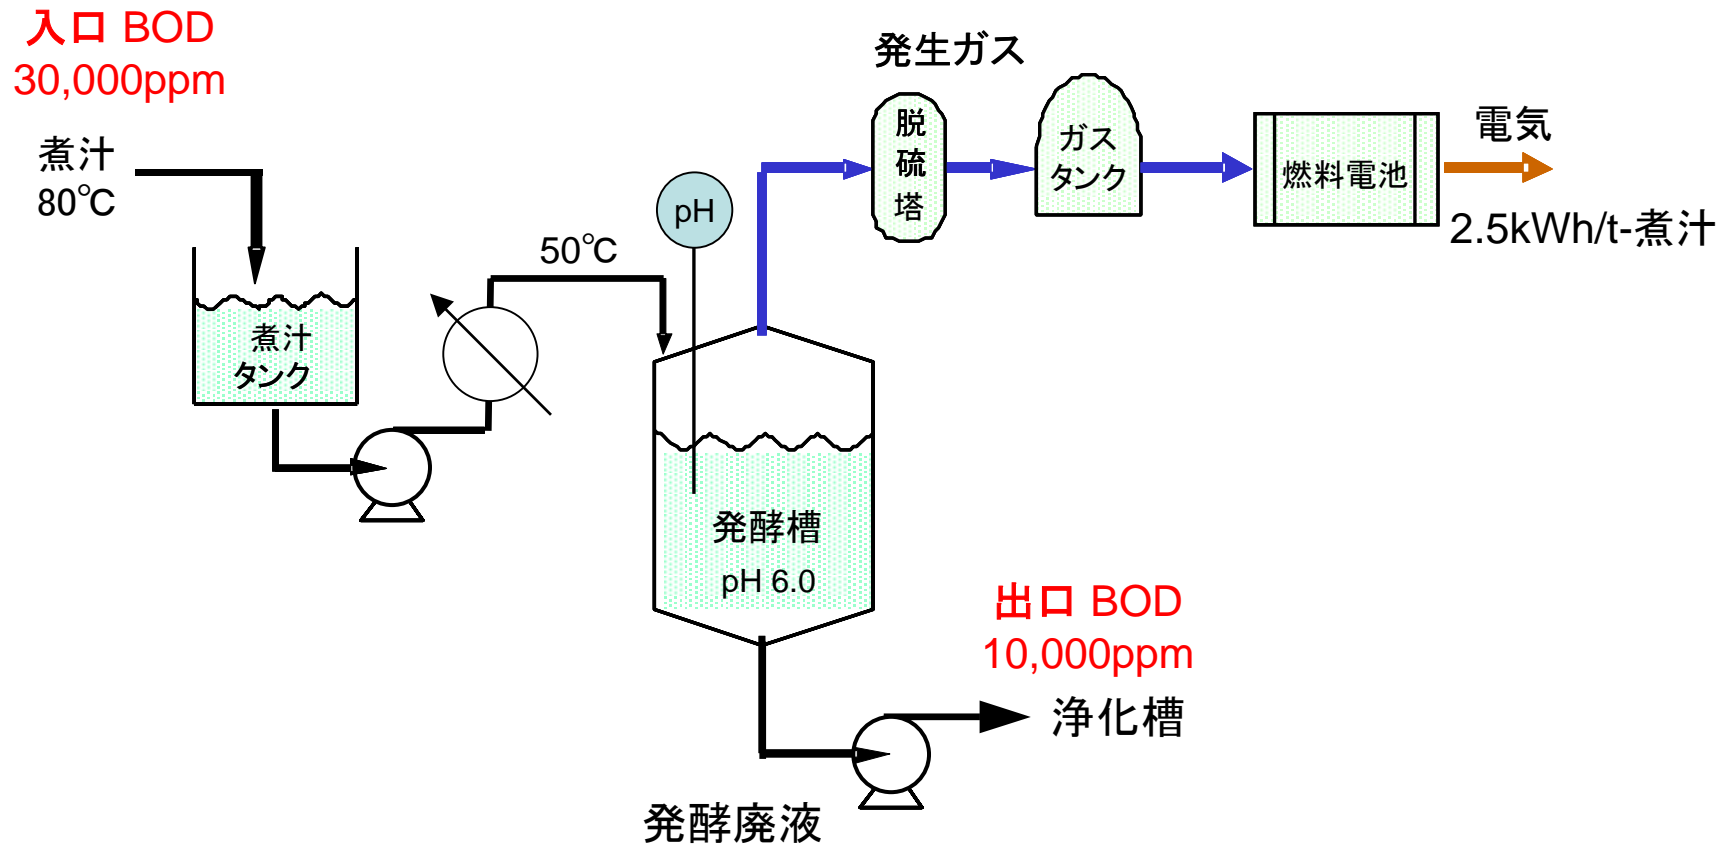 入口 BOD
30,000ppm
煮汁
80℃
煮汁
タンク
50℃
pH
発酵槽
pH 6.0
発生ガス
脱
硫
塔
ガス
タンク
燃料電池
電気
2.5kWh/t-煮汁
出口 BOD
10,000ppm
浄化槽
発酵廃液